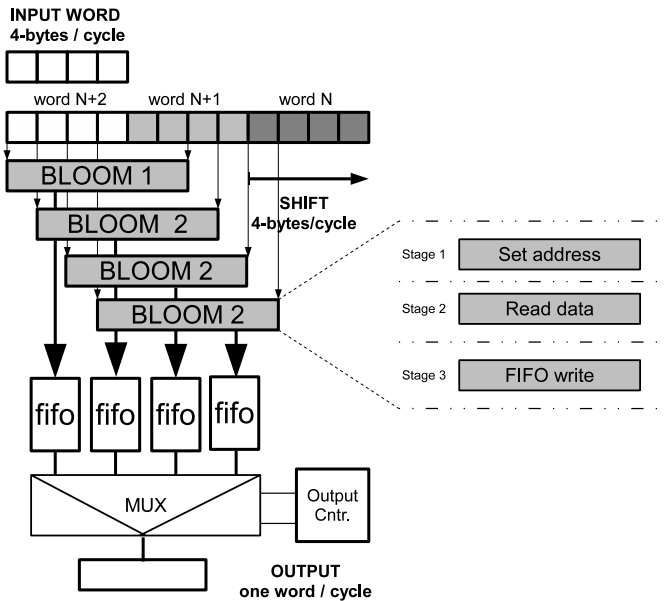 INPUT WORD
4-bytes / cycle
word N+2 word N+1 word N
BLOOM 1
SHIFT
4-bytes/cycle
BLOOM 2
BLOOM 2
BLOOM 2
Stage 1 Set address
Stage 2 Read data
Stage 3 FIFO write
fifo fifo fifo fifo
MUX
Output
Cntr.
OUTPUT
one word / cycle